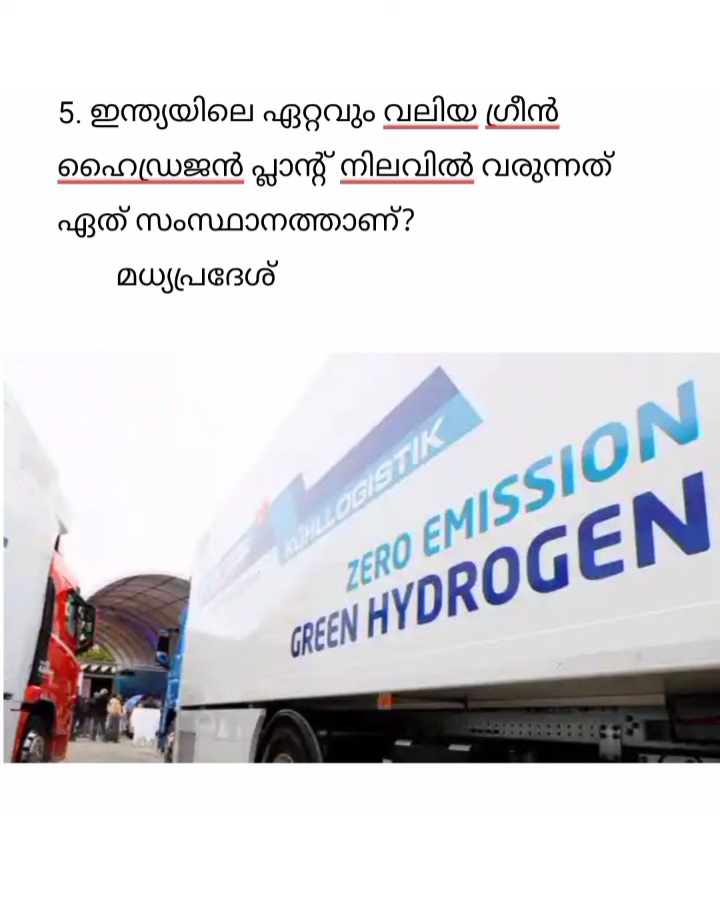 5. ഇന്ത്യയിലെ ഏറ്റവും വലിയ ഗ്രീൻ
ഹൈഡ്രജൻ പ്ലാന്റ് നിലവിൽ വരുന്നത്
ഏത് സംസ്ഥാനത്താണ്?
മധ്യപ്രദേശ്
KÜHLLOGISTIK
ZERO EMISSION
GREEN HYDROGEN